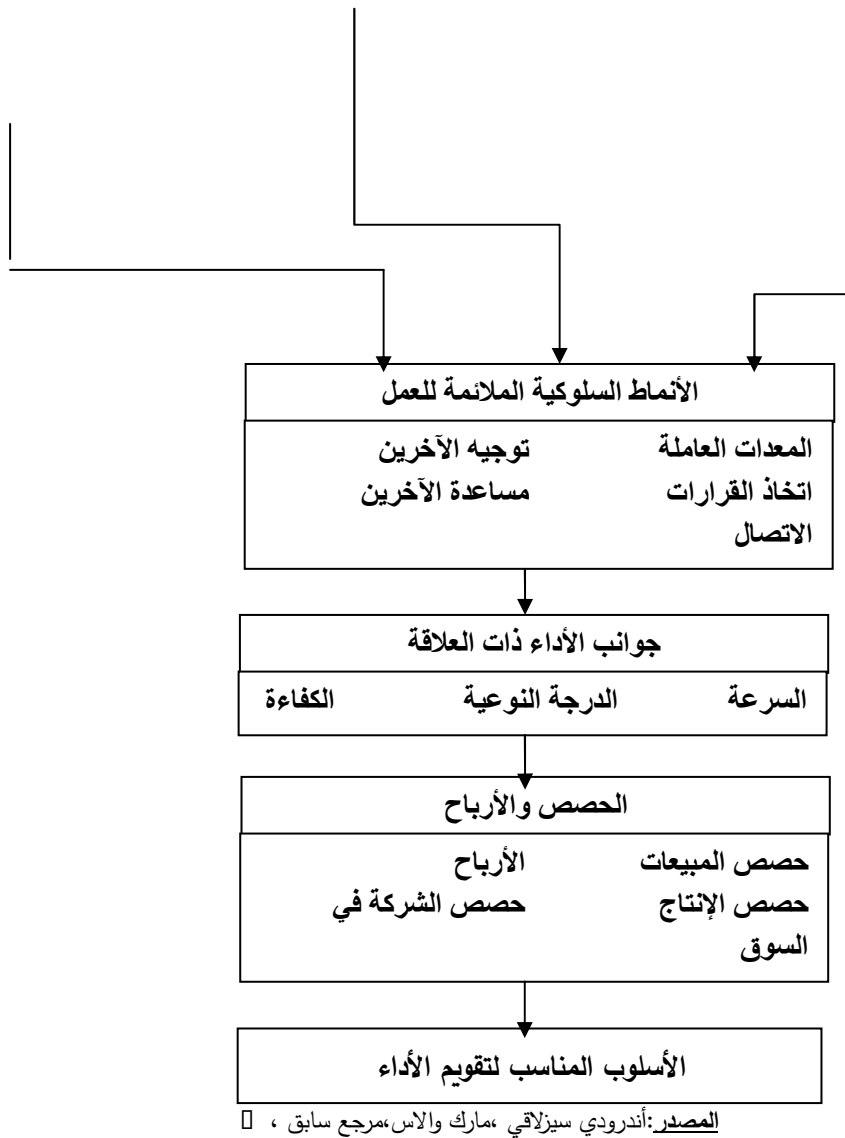 الأنماط السلوكية الملائمة للعمل
المعدات العاملة توجيه الآخرين
اتخاذ القرارات مساعدة الآخرين
الاتصال
جوانب الأداء ذات العلاقة
السرعة الدرجة النوعية الكفاءة
الحصص والأرباح
حصص المبيعات الأرباح
حصص الإنتاج حصص الشركة في
السوق
الأسلوب المناسب لتقويم الأداء
المصدر:أندرودي سيزلاقي ،مارك والاس،مرجع سابق ،